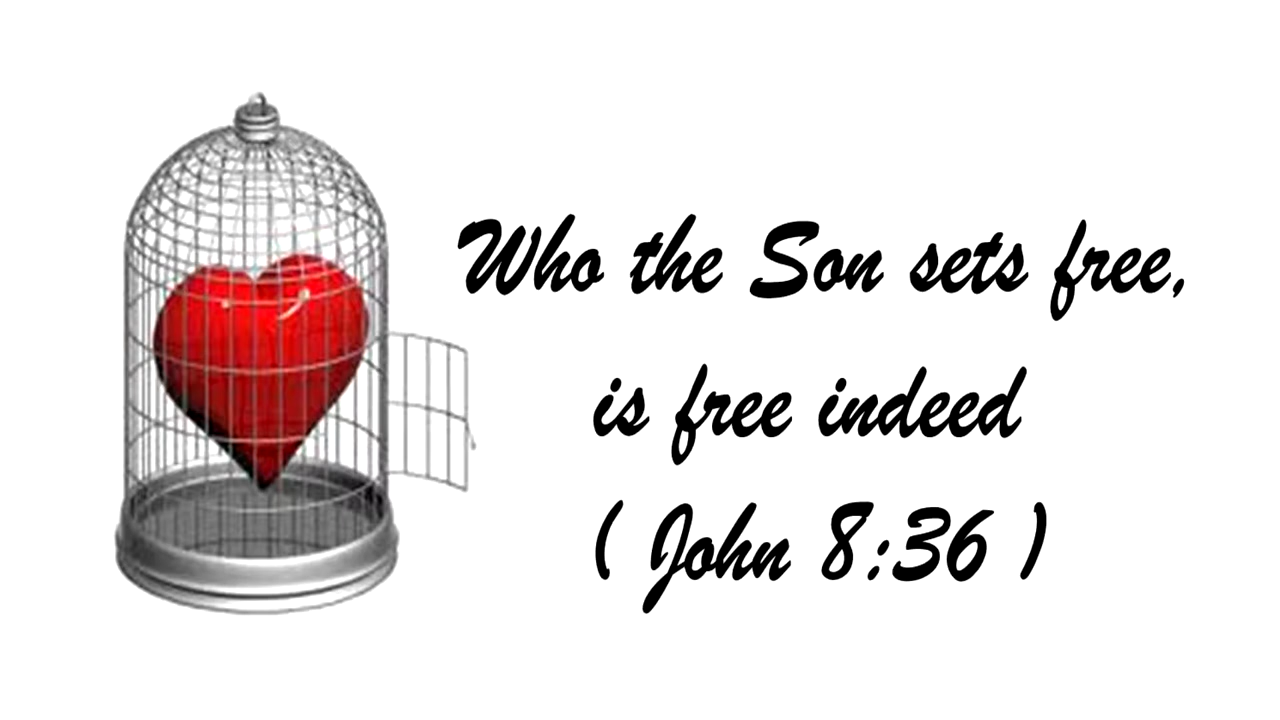 Who the Son sets free,
is free indeed
( John 8:36 )